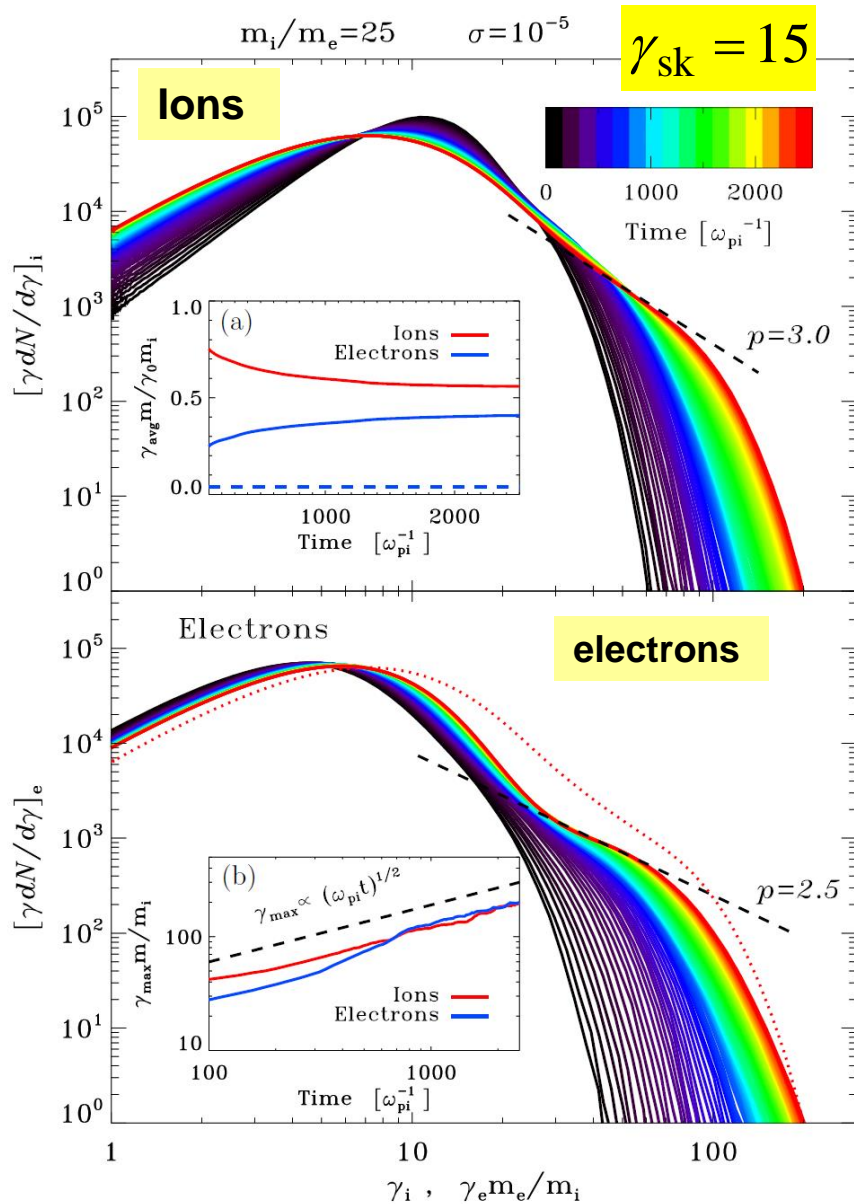 m_i/m_e=25 σ=10^-5 γ_sk = 15
Ions
10^5
10^4
10^3
10^2
10^1
10^0
[γdN/dγ]_i
0 1000 2000
Time [ω_pi^-1]
p=3.0
(a)
Ions
Electrons
1.0
0.5
0.0
γ_avg m/γ_0 m_i
1000 2000
Time [ω_pi^-1]
Electrons
electrons
10^5
10^4
10^3
10^2
10^1
10^0
[γdN/dγ]_e
p=2.5
(b)
γ_max ∝ (ω_pi t)^1/2
100
10
γ_max m/m_i
Ions
Electrons
100 1000
Time [ω_pi^-1]
1 10 100
γ_i , γ_e m_e/m_i